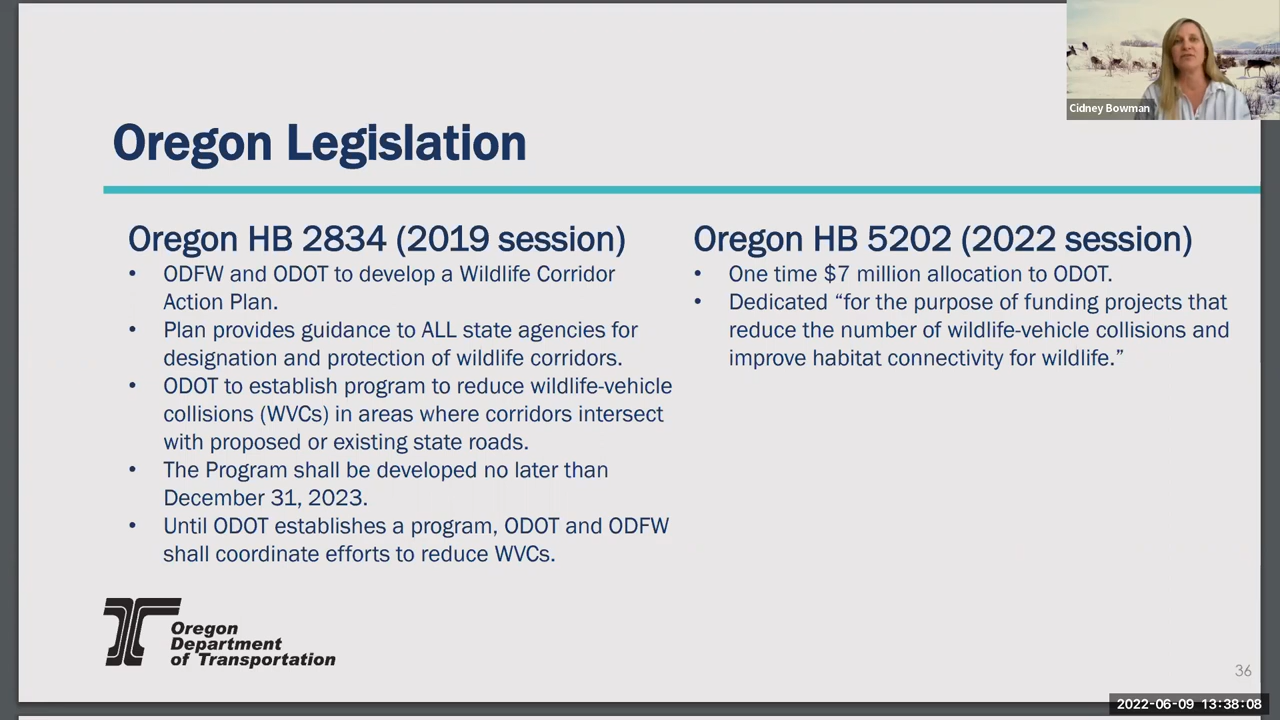 Cidney Bowman
Oregon Legislation
Oregon HB 2834 (2019 session)
• ODFW and ODOT to develop a Wildlife Corridor
Action Plan.
• Plan provides guidance to ALL state agencies for
designation and protection of wildlife corridors.
• ODOT to establish program to reduce wildlife-vehicle
collisions (WVCs) in areas where corridors intersect
with proposed or existing state roads.
• The Program shall be developed no later than
December 31, 2023.
• Until ODOT establishes a program, ODOT and ODFW
shall coordinate efforts to reduce WVCs.
Oregon HB 5202 (2022 session)
• One time $7 million allocation to ODOT.
• Dedicated “for the purpose of funding projects that
reduce the number of wildlife-vehicle collisions and
improve habitat connectivity for wildlife.”
Oregon
Department
of Transportation
36
2022-06-09 13:38:08